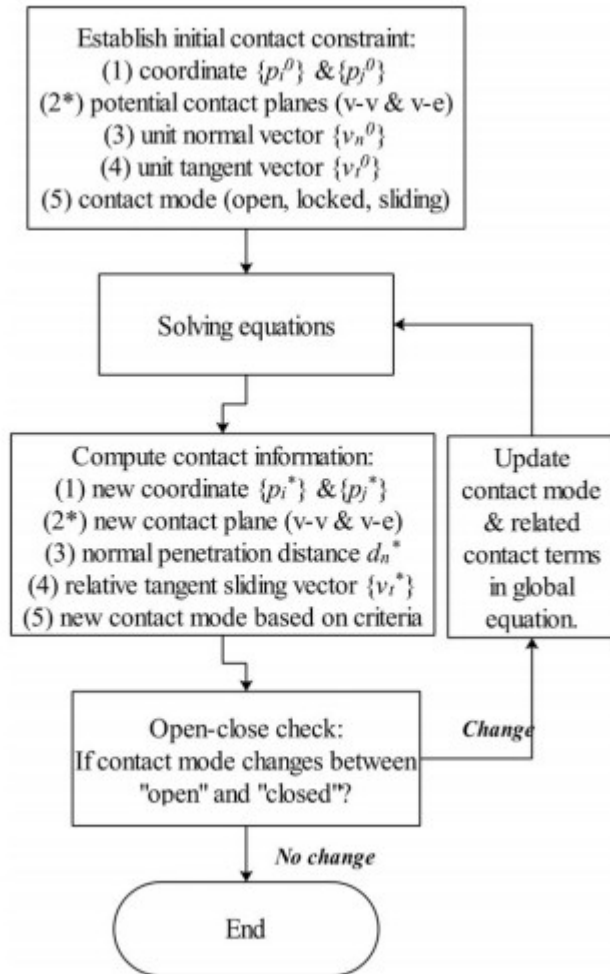 Establish initial contact constraint:
(1) coordinate {pi⁰} &{pj⁰}
(2*) potential contact planes (v-v & v-e)
(3) unit normal vector {vn⁰}
(4) unit tangent vector {vt⁰}
(5) contact mode (open, locked, sliding)
Solving equations
Compute contact information:
(1) new coordinate {pi*} &{pj*}
(2*) new contact plane (v-v & v-e)
(3) normal penetration distance dn*
(4) relative tangent sliding vector {vt*}
(5) new contact mode based on criteria
Update
contact mode
& related
contact terms
in global
equation.
Open-close check:
If contact mode changes between
"open" and "closed"?
Change
No change
End